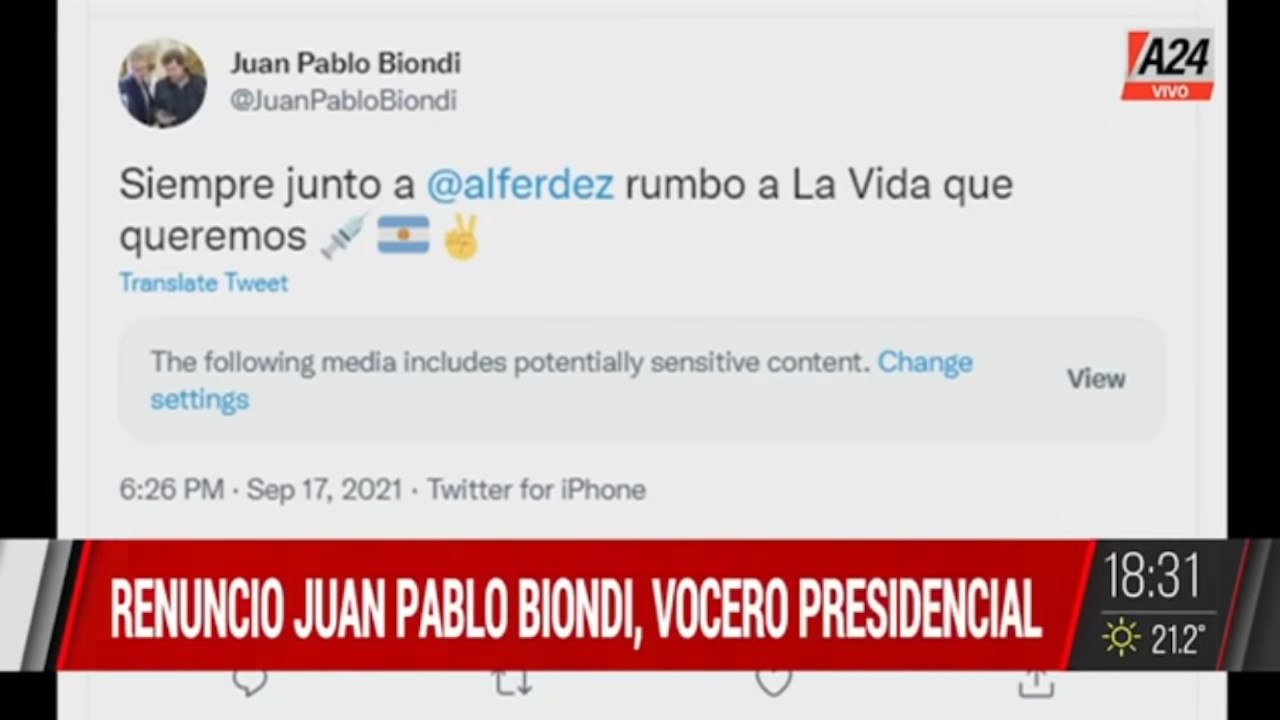 Juan Pablo Biondi
@JuanPabloBiondi
A24
VIVO
Siempre junto a @alferdez rumbo a La Vida que
queremos 💉🇦🇷✌️
Translate Tweet
The following media includes potentially sensitive content. Change
settings
View
6:26 PM · Sep 17, 2021 · Twitter for iPhone
RENUNCIO JUAN PABLO BIONDI, VOCERO PRESIDENCIAL
18:31
21.2°